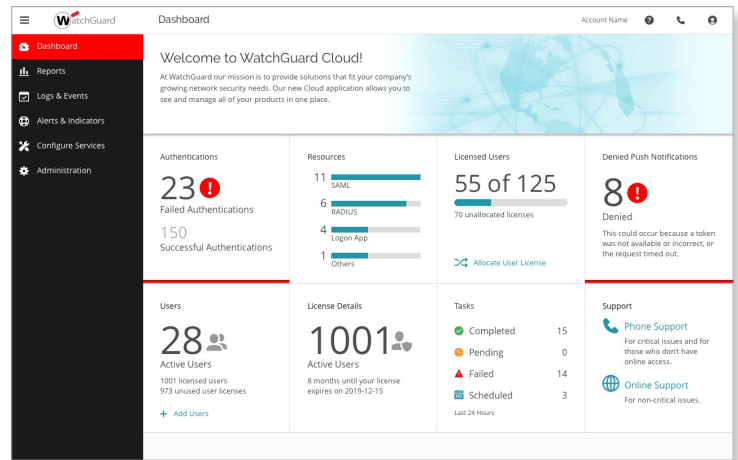 WatchGuard
Dashboard
Account Name
Dashboard
Reports
Logs & Events
Alerts & Indicators
Configure Services
Administration
Welcome to WatchGuard Cloud!
At WatchGuard our mission is to provide solutions that fit your company's
growing network security needs. Our new Cloud application allows you to
see and manage all of your products in one place.
Authentications
23
Failed Authentications
150
Successful Authentications
Resources
11
SAML
6
RADIUS
4
Logon App
1
Others
Licensed Users
55 of 125
70 unallocated licenses
Allocate User License
Denied Push Notifications
8
Denied
This could occur because a token
was not available or incorrect, or
the request timed out.
Users
28
Active Users
1001 licensed users
973 unused user licenses
+ Add Users
License Details
1001
Active Users
8 months until your license
expires on 2019-12-15
Tasks
Completed 15
Pending 0
Failed 14
Scheduled 3
Last 24 Hours
Support
Phone Support
For critical issues and for
those who don't have
online access.
Online Support
For non-critical issues.